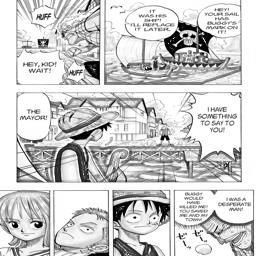 HEY!
YOUR SAIL
HAS
BUGGY'S
MARK ON
IT!
IT
WAS HIS
SHIP!
I'LL REPLACE
IT LATER.
HUFF
HUFF
HEY, KID!
WAIT!
I HAVE
SOMETHING
TO SAY TO
YOU!
THE
MAYOR!
I WAS A
DESPERATE
MAN!
BUGGY
WOULD
HAVE KILLED
ME! YOU
SAVED ME
AND MY
TOWN!